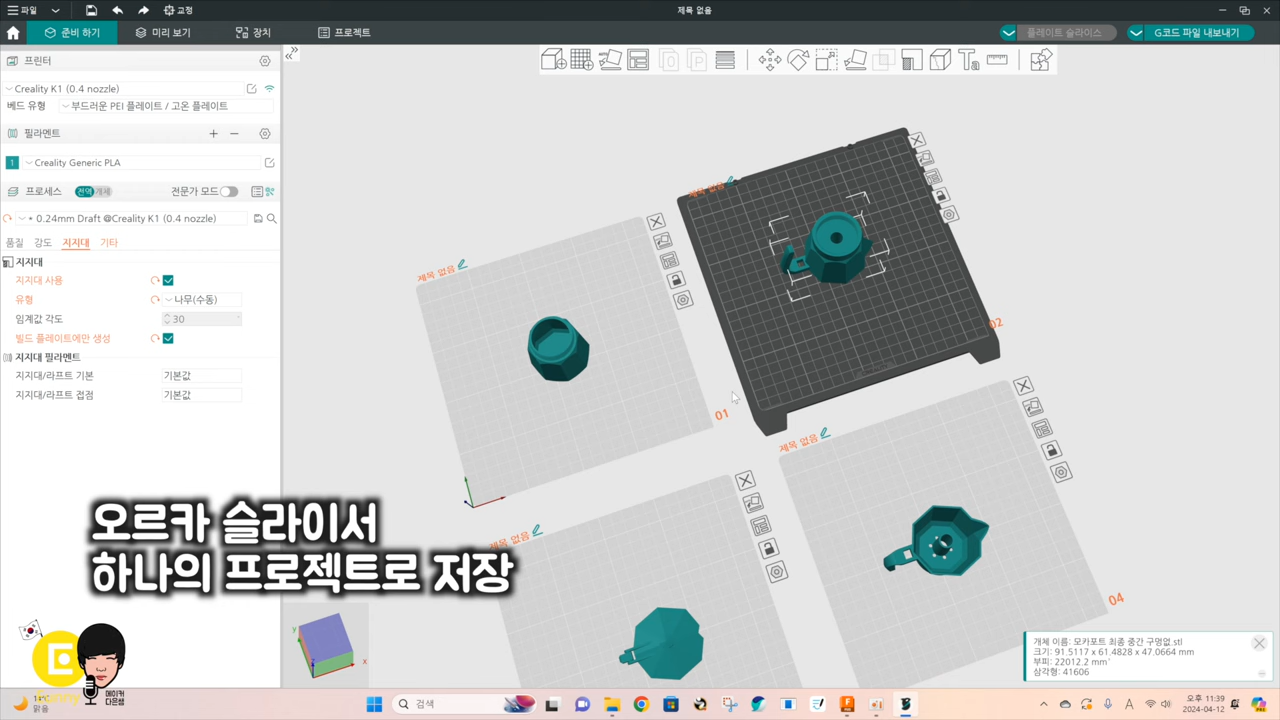 파일
교정
제목 없음
준비 하기
미리 보기
장치
프로젝트
플레이트 슬라이스
G코드 파일 내보내기
프린터
Creality K1 (0.4 nozzle)
베드 유형
부드러운 PEI 플레이트 / 고온 플레이트
필라멘트
1
Creality Generic PLA
프로세스
전역
개체
전문가 모드
* 0.24mm Draft @Creality K1 (0.4 nozzle)
품질
강도
지지대
기타
지지대
지지대 사용
유형
나무(수동)
임계값 각도
30
빌드 플레이트에만 생성
지지대 필라멘트
지지대/라프트 기본
기본값
지지대/라프트 접점
기본값
제목 없음
02
제목 없음
01
제목 없음
04
제목 없음
오르카 슬라이서
하나의 프로젝트로 저장
y
x
개체 이름: 모카포트 최종 중간 구멍없.stl
크기: 91.5117 x 61.4828 x 47.0664 mm
부피: 22012.2 mm³
삼각형: 41606
메이커
다은쌤
14°C
맑음
검색
A
오후 11:39
2024-04-12